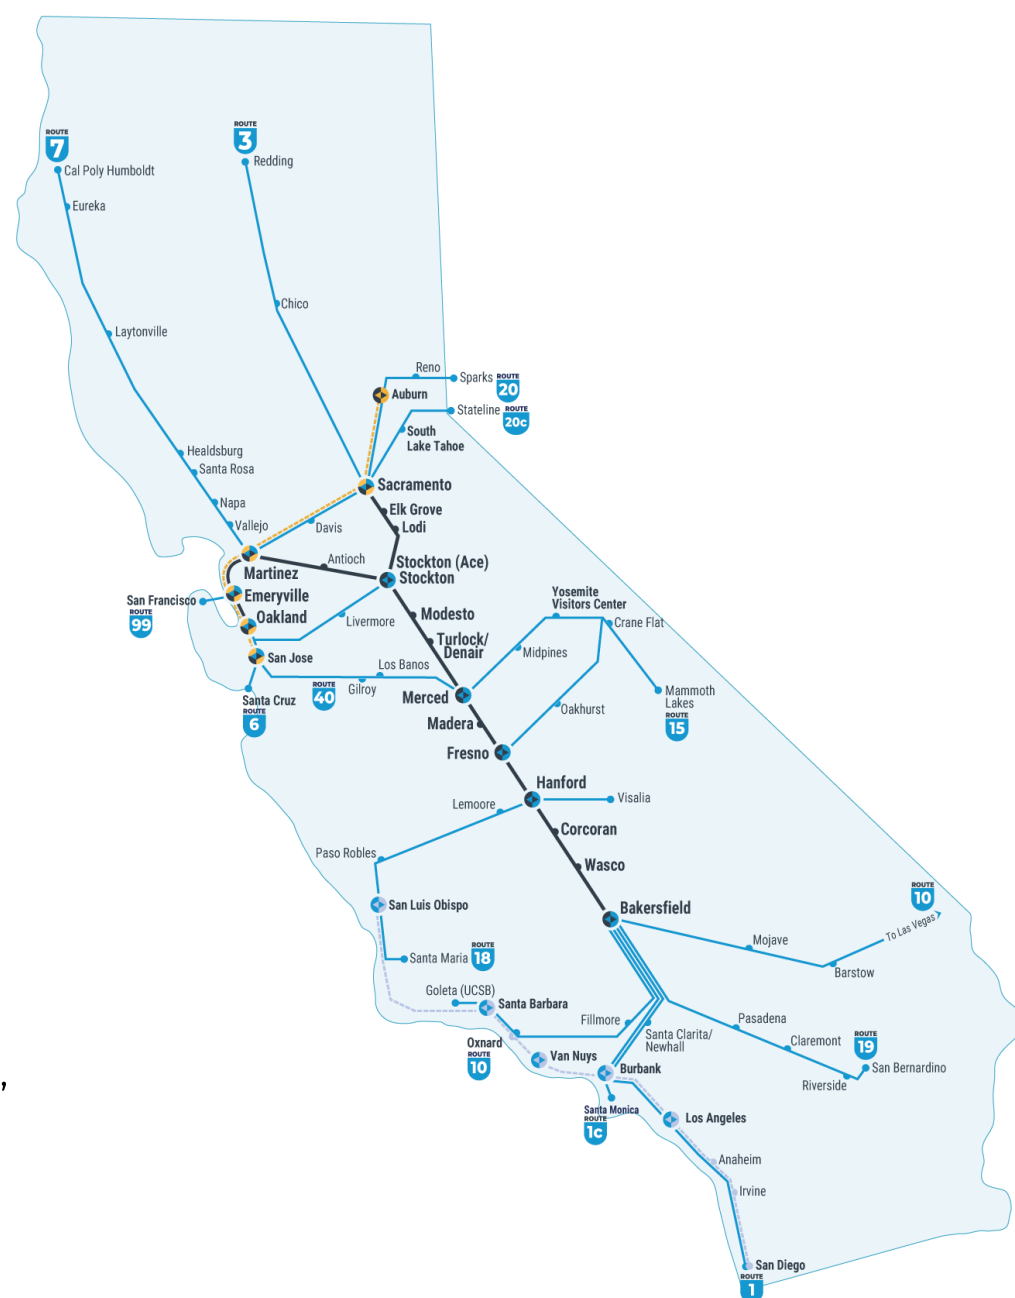 ROUTE
7
Cal Poly Humboldt
Eureka
Laytonville
Healdsburg
Santa Rosa
Napa
Vallejo
ROUTE
3
Redding
Chico
Reno
Sparks
ROUTE
20
Auburn
Stateline
ROUTE
20c
South
Lake Tahoe
Sacramento
Elk Grove
Lodi
Davis
Martinez
Antioch
Stockton (Ace)
Stockton
Emeryville
San Francisco
ROUTE
99
Oakland
Livermore
San Jose
Modesto
Turlock/
Denair
Santa Cruz
ROUTE
6
ROUTE
40
Gilroy
Los Banos
Merced
Yosemite
Visitors Center
Crane Flat
Midpines
Mammoth
Lakes
ROUTE
15
Oakhurst
Madera
Fresno
Hanford
Visalia
Lemoore
Corcoran
Wasco
Paso Robles
San Luis Obispo
Santa Maria
ROUTE
18
Bakersfield
Mojave
Barstow
To Las Vegas
ROUTE
10
Goleta (UCSB)
Santa Barbara
Fillmore
Santa Clarita/
Newhall
Pasadena
Claremont
ROUTE
19
San Bernardino
Riverside
Oxnard
ROUTE
10
Van Nuys
Burbank
Santa Monica
ROUTE
1c
Los Angeles
Anaheim
Irvine
San Diego
ROUTE
1
,